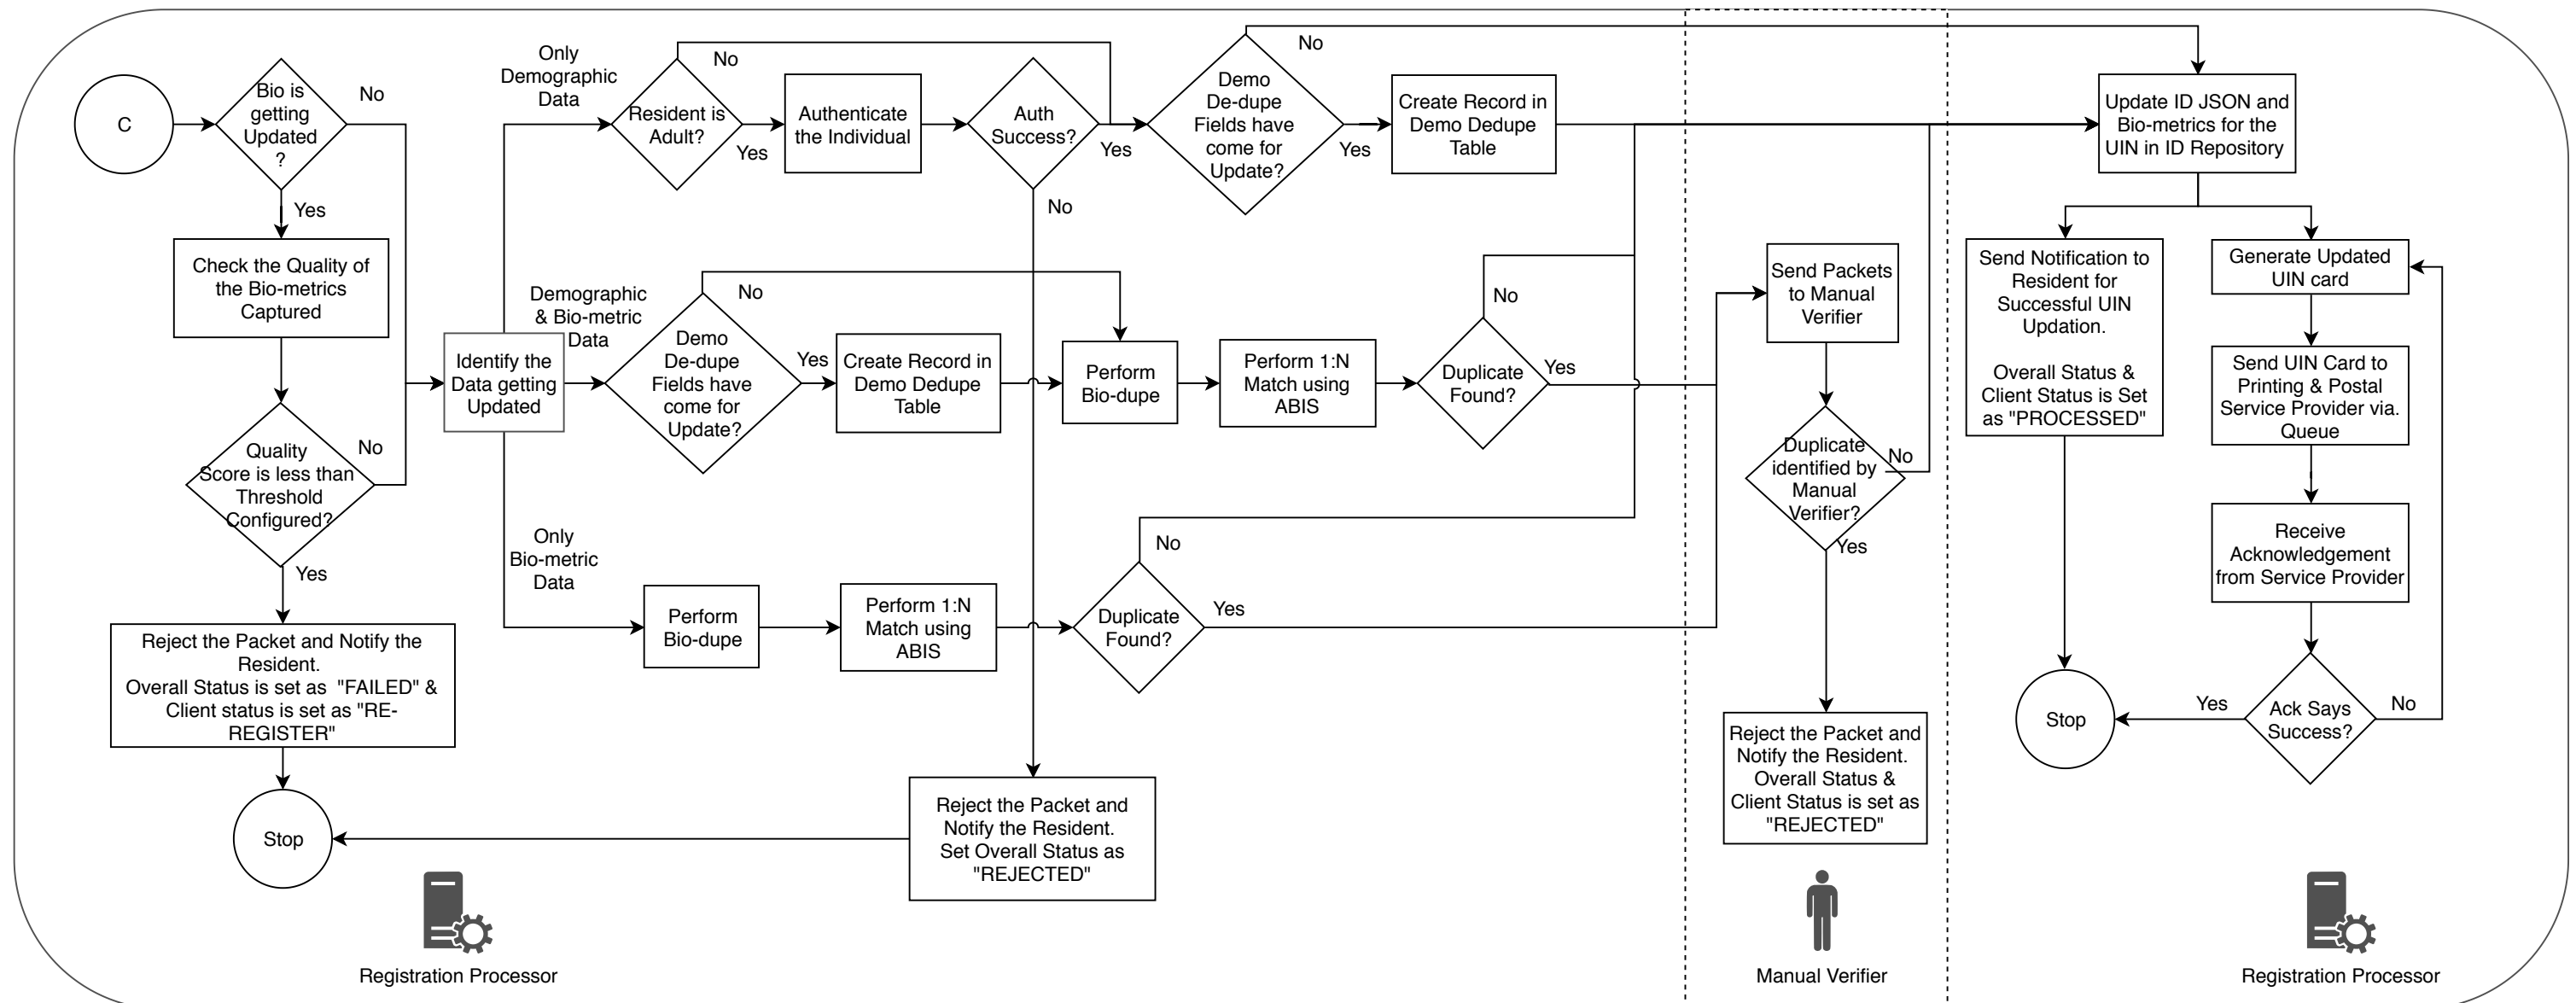 C
Bio is
getting
Updated
?
No
Yes
Check the Quality of
the Bio-metrics
Captured
Quality
Score is less than
Threshold
Configured?
No
Yes
Reject the Packet and Notify the
Resident.
Overall Status is set as "FAILED" &
Client status is set as "RE-
REGISTER"
Stop
Identify the
Data getting
Updated
Only
Demographic
Data
Resident is
Adult?
No
Yes
Authenticate
the Individual
Auth
Success?
Yes
No
Demo
De-dupe
Fields have
come for
Update?
No
Yes
Create Record in
Demo Dedupe
Table
Demographic
& Bio-metric
Data
Demo
De-dupe
Fields have
come for
Update?
No
Yes
Create Record in
Demo Dedupe
Table
Perform
Bio-dupe
Perform 1:N
Match using
ABIS
Duplicate
Found?
No
Yes
Only
Bio-metric
Data
Perform
Bio-dupe
Perform 1:N
Match using
ABIS
Duplicate
Found?
No
Yes
Reject the Packet and
Notify the Resident.
Set Overall Status as
"REJECTED"
Registration Processor
Send Packets
to Manual
Verifier
Duplicate
identified by
Manual
Verifier?
No
Yes
Reject the Packet and
Notify the Resident.
Overall Status &
Client Status is set as
"REJECTED"
Manual Verifier
Update ID JSON and
Bio-metrics for the
UIN in ID Repository
Send Notification to
Resident for
Successful UIN
Updation.
Overall Status &
Client Status is Set
as "PROCESSED"
Generate Updated
UIN card
Send UIN Card to
Printing & Postal
Service Provider via.
Queue
Receive
Acknowledgement
from Service Provider
Ack Says
Success?
Yes
No
Stop
Registration Processor